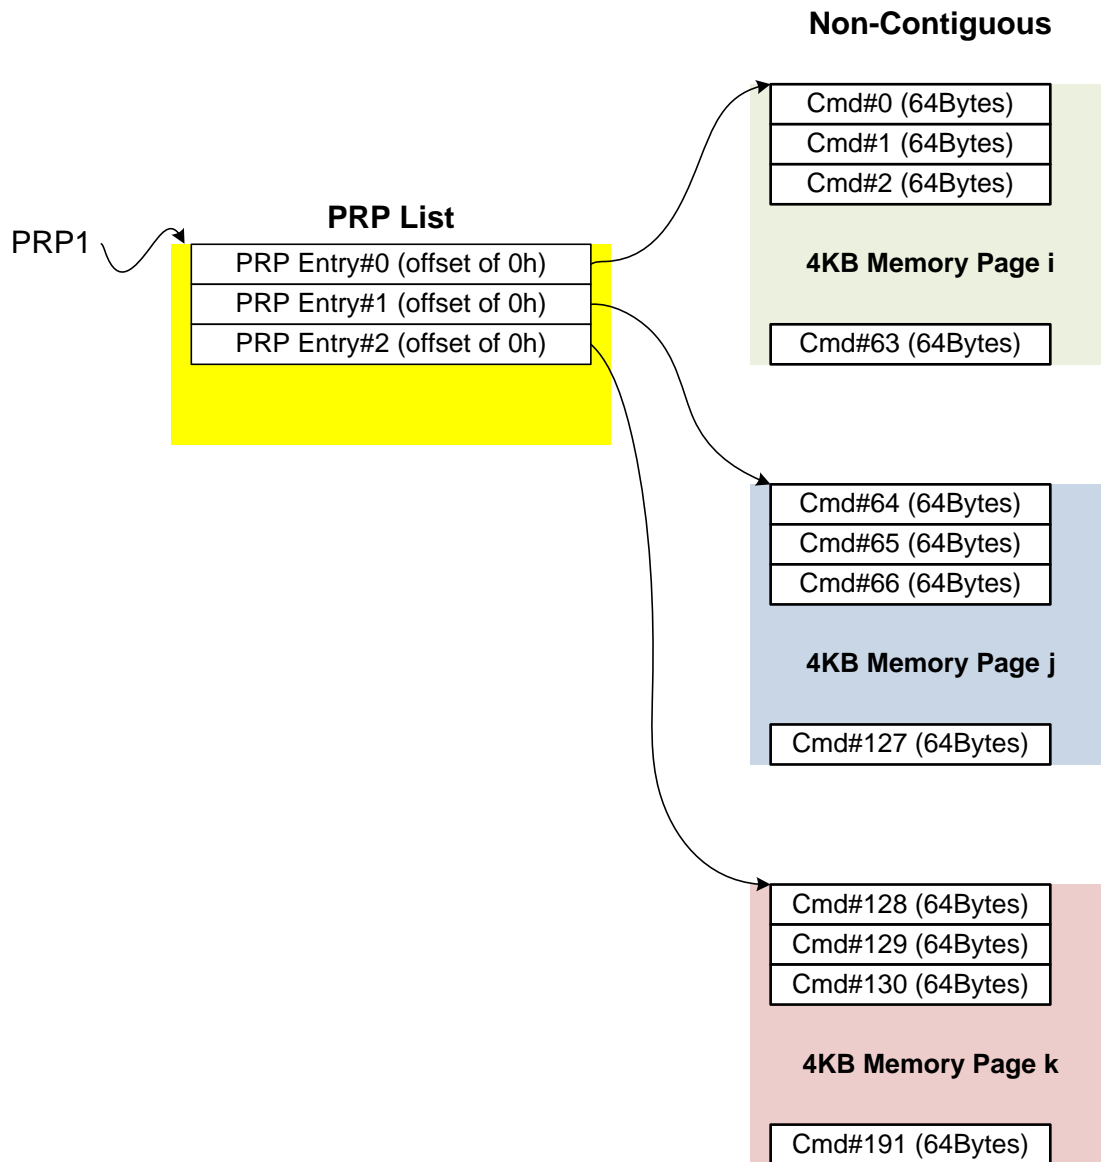 Non-Contiguous
Cmd#0 (64Bytes)
Cmd#1 (64Bytes)
Cmd#2 (64Bytes)
4KB Memory Page i
Cmd#63 (64Bytes)
PRP1
PRP List
PRP Entry#0 (offset of 0h)
PRP Entry#1 (offset of 0h)
PRP Entry#2 (offset of 0h)
Cmd#64 (64Bytes)
Cmd#65 (64Bytes)
Cmd#66 (64Bytes)
4KB Memory Page j
Cmd#127 (64Bytes)
Cmd#128 (64Bytes)
Cmd#129 (64Bytes)
Cmd#130 (64Bytes)
4KB Memory Page k
Cmd#191 (64Bytes)